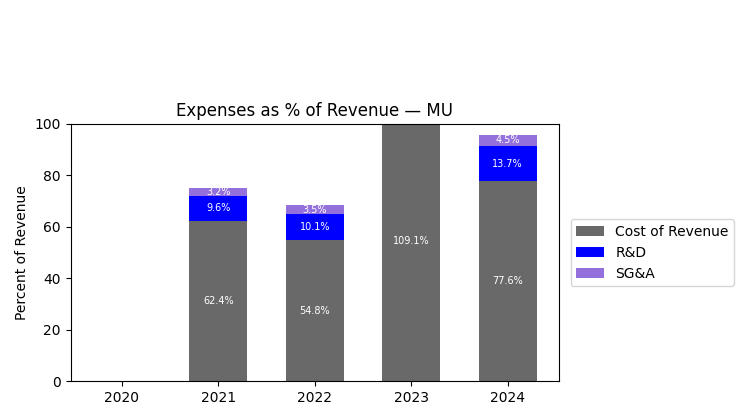 Expenses as % of Revenue — MU
Percent of Revenue
100
80
60
40
20
0
3.2%
9.6%
62.4%
3.5%
10.1%
54.8%
109.1%
4.5%
13.7%
77.6%
2020 2021 2022 2023 2024
Cost of Revenue
R&D
SG&A